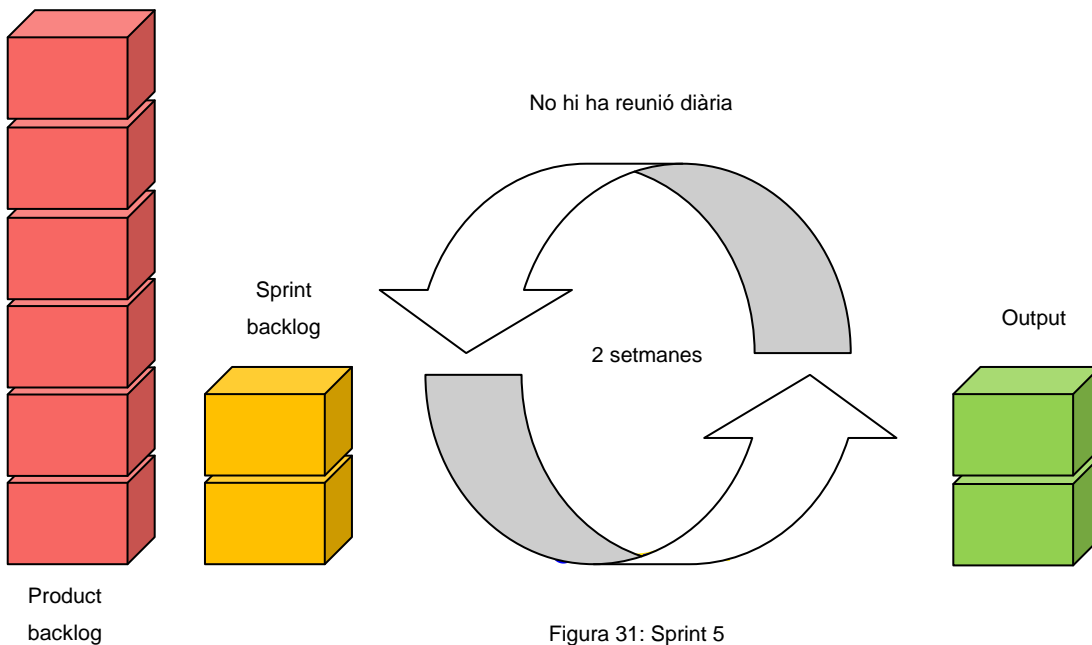 No hi ha reunió diària
Sprint
backlog
2 setmanes
Output
Product
backlog
Figura 31: Sprint 5